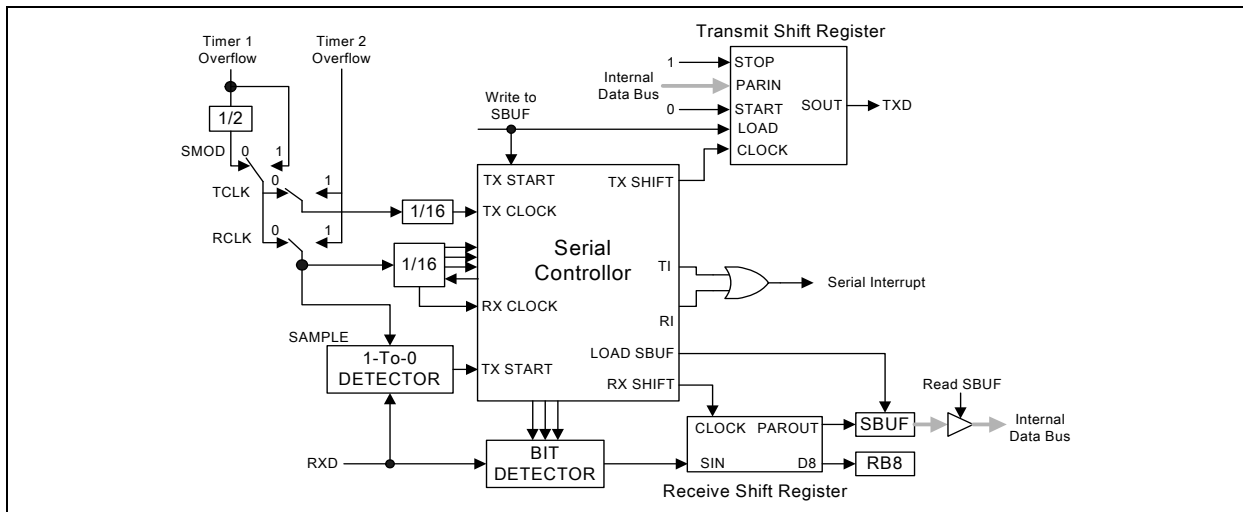 Transmit Shift Register
Timer 1
Overflow
Timer 2
Overflow
1
STOP
Internal
Data Bus
PARIN
SOUT
TXD
0
START
Write to
SBUF
LOAD
CLOCK
1/2
SMOD
0
1
TX START
TX SHIFT
TCLK
0
1
1/16
TX CLOCK
RCLK
0
1
Serial
Controllor
1/16
TI
Serial Interrupt
RX CLOCK
RI
SAMPLE
1-To-0
DETECTOR
TX START
LOAD SBUF
RX SHIFT
Read SBUF
CLOCK
PAROUT
SBUF
Internal
Data Bus
RXD
BIT
DETECTOR
SIN
D8
RB8
Receive Shift Register